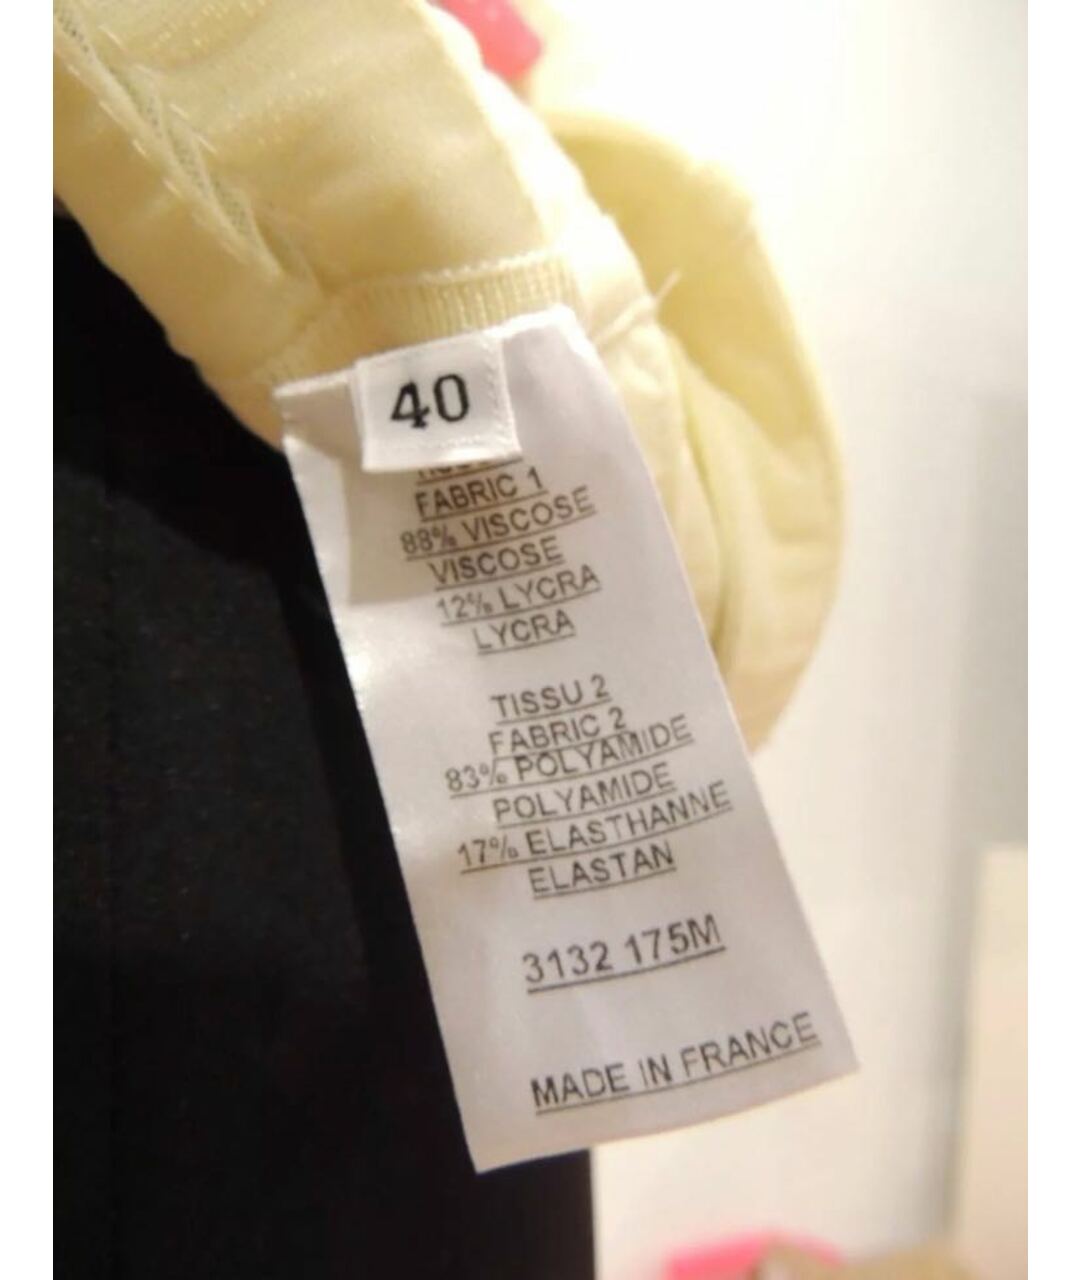 40
FABRIC 1
88% VISCOSE
VISCOSE
12% LYCRA
LYCRA
TISSU 2
FABRIC 2
83% POLYAMIDE
POLYAMIDE
17% ELASTHANNE
ELASTAN
3132 175M
MADE IN FRANCE